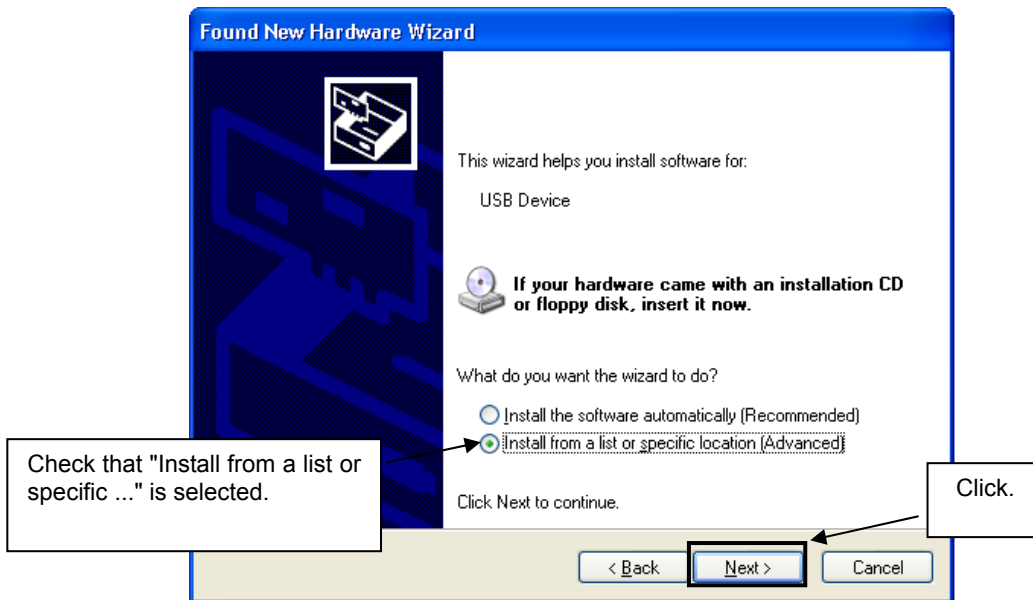 Found New Hardware Wizard
This wizard helps you install software for:
USB Device
If your hardware came with an installation CD
or floppy disk, insert it now.
What do you want the wizard to do?
Install the software automatically (Recommended)
Install from a list or specific location (Advanced)
Check that "Install from a list or
specific ..." is selected.
Click Next to continue.
Click.
< Back
Next >
Cancel